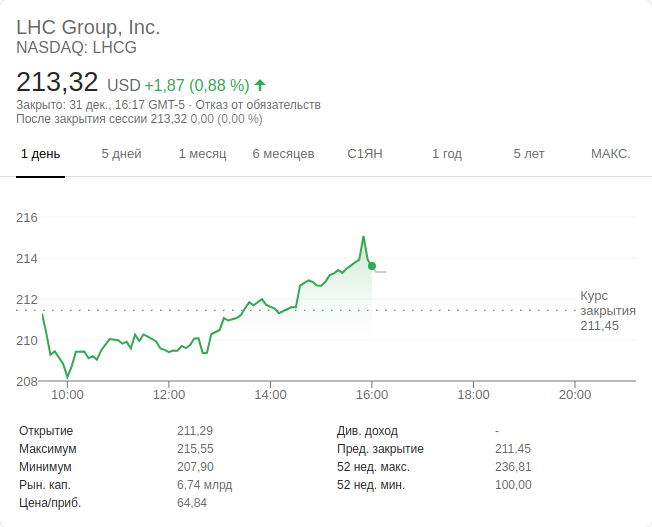 LHC Group, Inc.
NASDAQ: LHCG
213,32 USD +1,87 (0,88 %)
Закрыто: 31 дек., 16:17 GMT-5 · Отказ от обязательств
После закрытия сессии 213,32 0,00 (0,00 %)
1 день 5 дней 1 месяц 6 месяцев С1ЯН 1 год 5 лет МАКС.
216
214
212
210
208
Курс
закрытия
211,45
10:00 12:00 14:00 16:00 18:00 20:00
Открытие 211,29 Див. доход -
Максимум 215,55 Пред. закрытие 211,45
Минимум 207,90 52 нед. макс. 236,81
Рын. кап. 6,74 млрд 52 нед. мин. 100,00
Цена/приб. 64,84